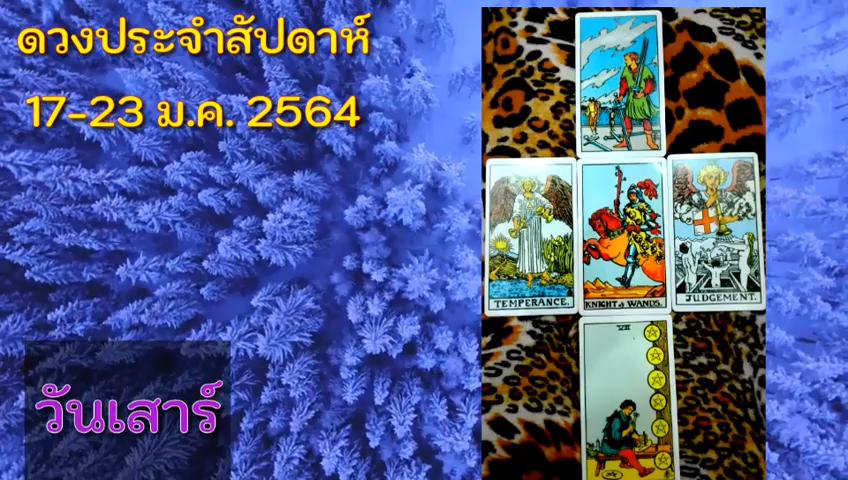 ดวงประจำสัปดาห์
17-23 ม.ค. 2564
วันเสาร์
TEMPERANCE.
KNIGHT of WANDS.
JUDGEMENT.